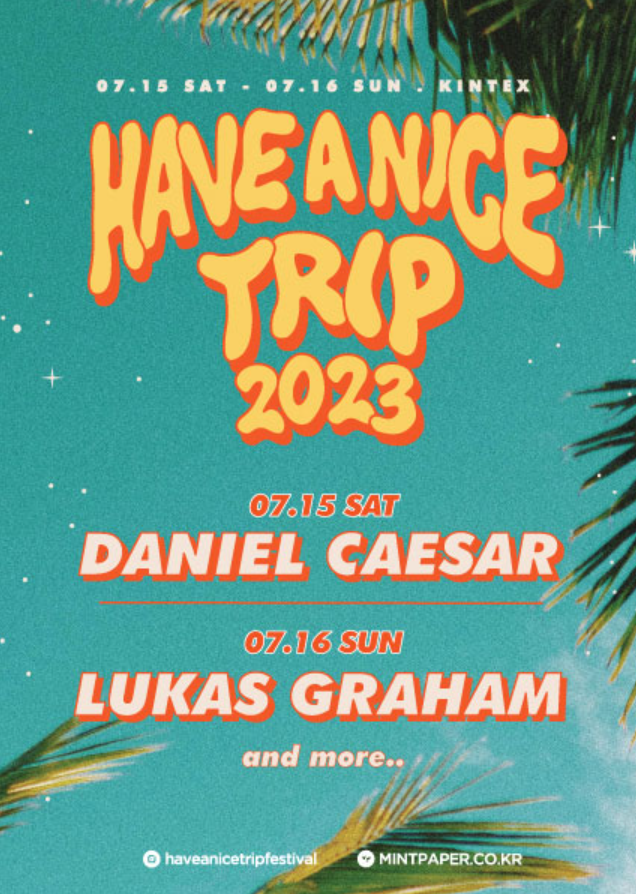 07.15 SAT - 07.16 SUN . KINTEX
HAVE A NICE
TRIP
2023
07.15 SAT
DANIEL CAESAR
07.16 SUN
LUKAS GRAHAM
and more..
haveanicetripfestival MINTPAPER.CO.KR